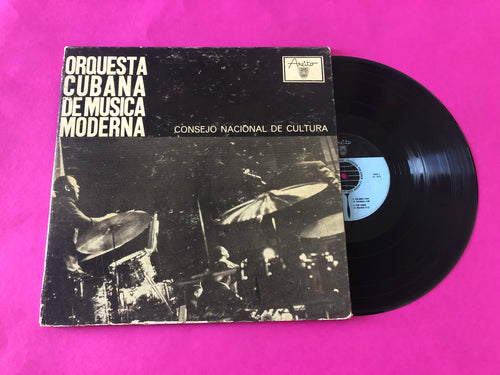 ORQUESTA
CUBANA
DE MUSICA
MODERNA
Areito
CONSEJO NACIONAL DE CULTURA